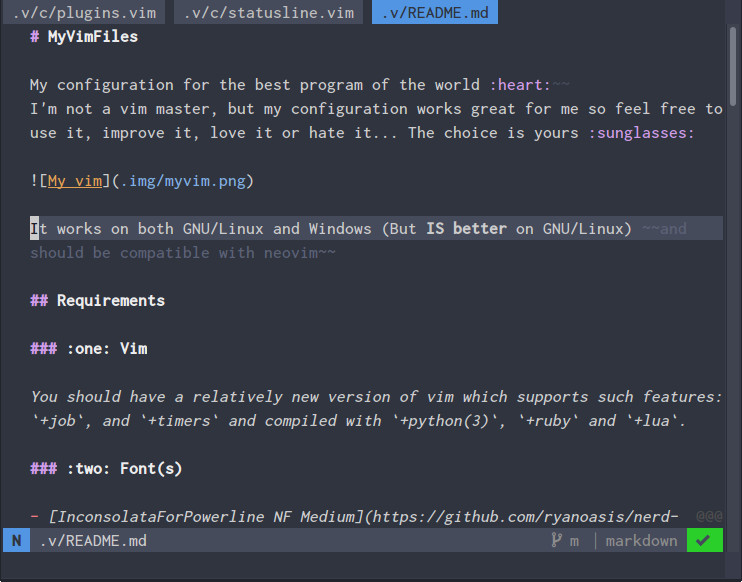 .v/c/plugins.vim .v/c/statusline.vim .v/README.md
# MyVimFiles
My configuration for the best program of the world :heart:~~
I'm not a vim master, but my configuration works great for me so feel free to
use it, improve it, love it or hate it... The choice is yours :sunglasses:
![My vim](.img/myvim.png)
It works on both GNU/Linux and Windows (But IS better on GNU/Linux) ~~and
should be compatible with neovim~~
## Requirements
### :one: Vim
You should have a relatively new version of vim which supports such features:
`+job`, and `+timers` and compiled with `+python(3)`, `+ruby` and `+lua`.
### :two: Font(s)
- [InconsolataForPowerline NF Medium](https://github.com/ryanoasis/nerd- @@@
N .v/README.md m | markdown ✔